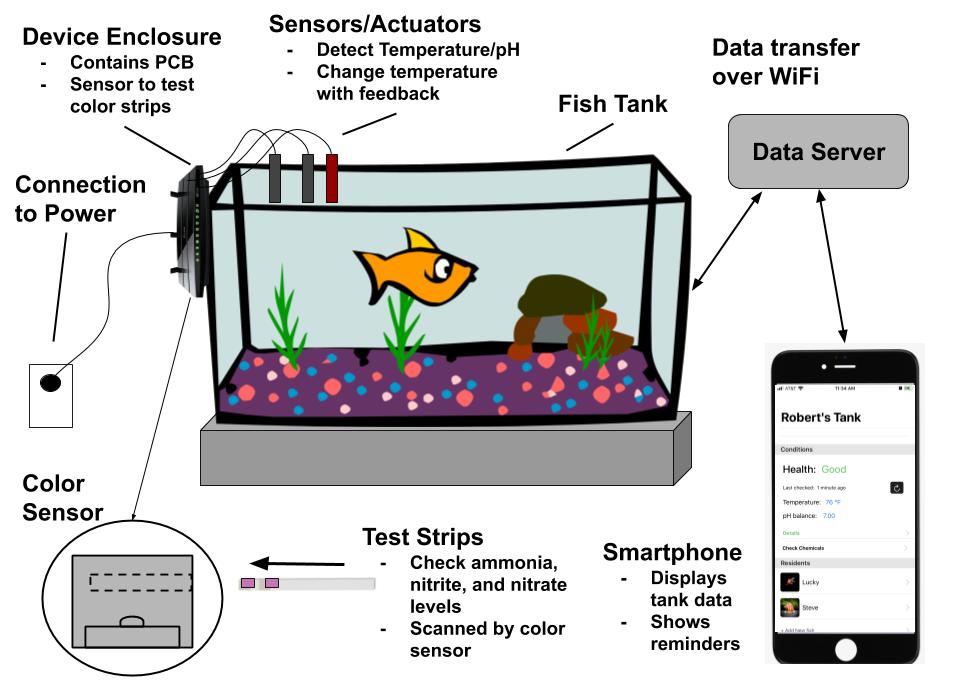 Device Enclosure
- Contains PCB
- Sensor to test
color strips
Sensors/Actuators
- Detect Temperature/pH
- Change temperature
with feedback
Fish Tank
Data transfer
over WiFi
Data Server
Connection
to Power
Color
Sensor
Test Strips
- Check ammonia,
nitrite, and nitrate
levels
- Scanned by color
sensor
Smartphone
- Displays
tank data
- Shows
reminders
AT&T 11:34 AM
Robert's Tank
Conditions
Health: Good
Last checked: 1 minute ago
Temperature: 76 °F
pH balance: 7.00
Details
Check Chemicals
Residents
Lucky
Steve
+ Add New fish